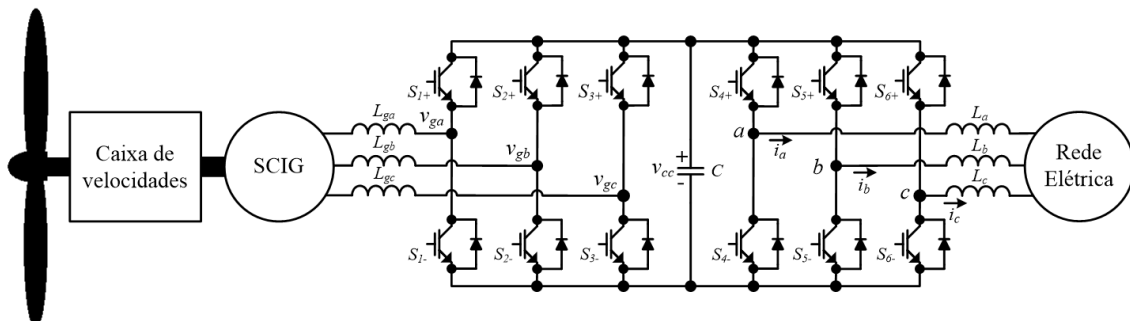 S1+
S2+
S3+
S4+
S5+
S6+
Lga
Lgb
Lgc
vga
vgb
vgc
Caixa de
velocidades
SCIG
vcc
+
-
C
a
b
c
ia
ib
ic
La
Lb
Lc
Rede
Elétrica
S1-
S2-
S3-
S4-
S5-
S6-